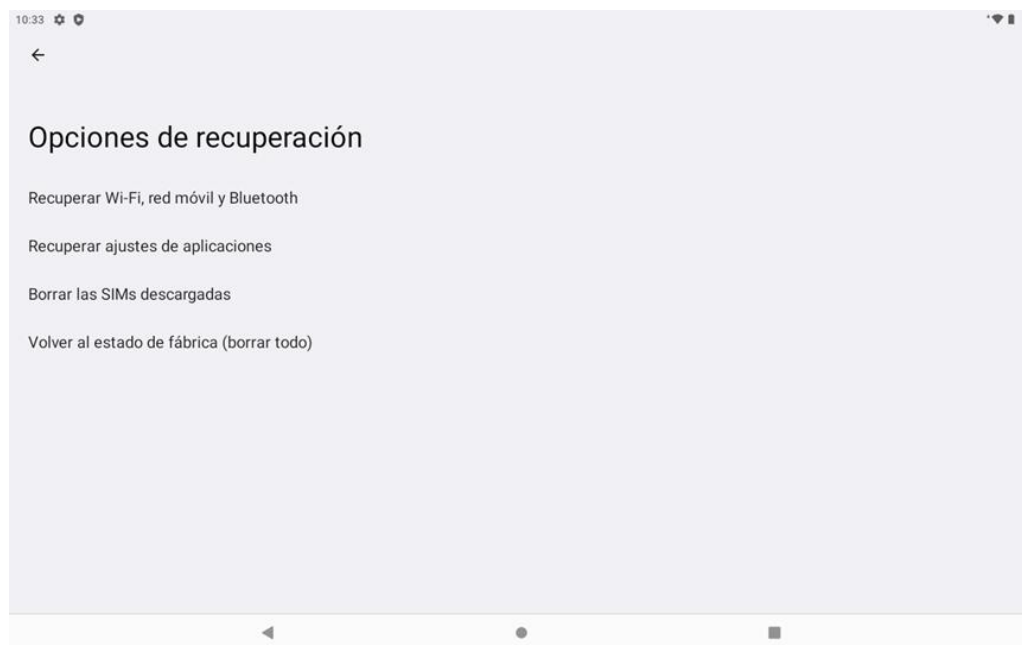 10:33
Opciones de recuperación
Recuperar Wi-Fi, red móvil y Bluetooth
Recuperar ajustes de aplicaciones
Borrar las SIMs descargadas
Volver al estado de fábrica (borrar todo)